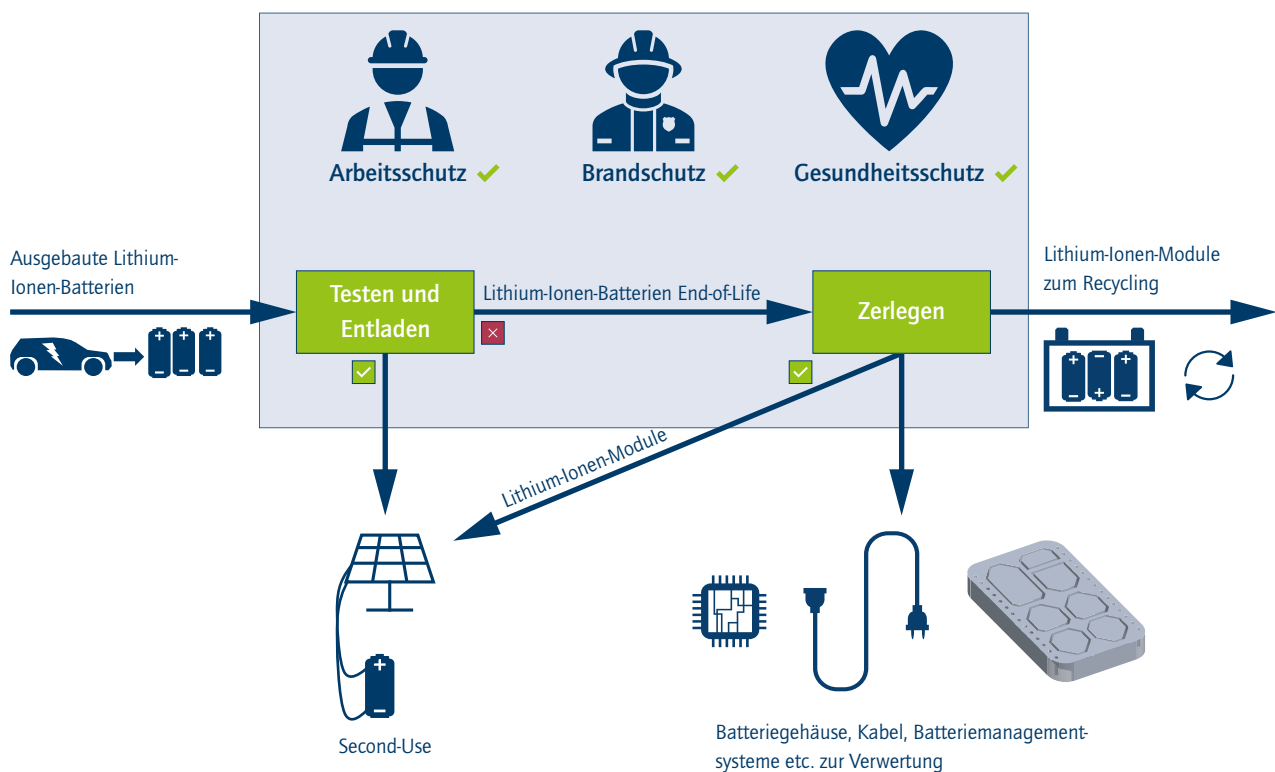 Arbeitsschutz
Brandschutz
Gesundheitsschutz
Ausgebaute Lithium-
Ionen-Batterien
Testen und
Entladen
Lithium-Ionen-Batterien End-of-Life
Zerlegen
Lithium-Ionen-Module
zum Recycling
Lithium-Ionen-Module
Second-Use
Batteriegehäuse, Kabel, Batteriemanagement-
systeme etc. zur Verwertung